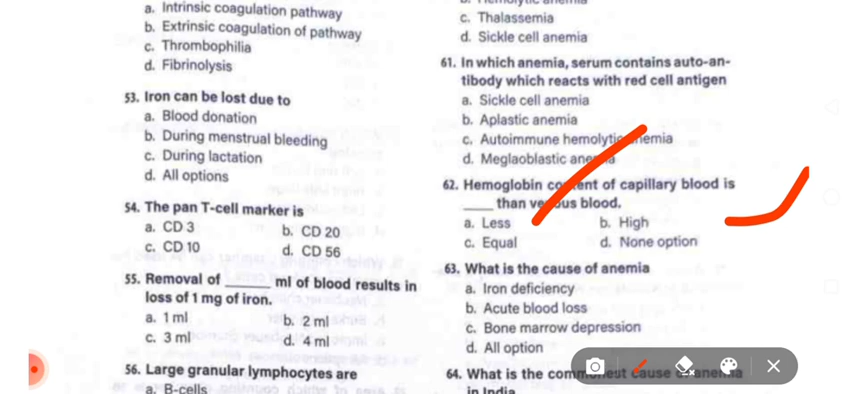 a. Intrinsic coagulation pathway
b. Extrinsic coagulation of pathway
c. Thrombophilia
d. Fibrinolysis
53. Iron can be lost due to
a. Blood donation
b. During menstrual bleeding
c. During lactation
d. All options
54. The pan T-cell marker is
a. CD 3 b. CD 20
c. CD 10 d. CD 56
55. Removal of ____ ml of blood results in
loss of 1 mg of iron.
a. 1 ml b. 2 ml
c. 3 ml d. 4 ml
56. Large granular lymphocytes are
a. B-cells
c. Thalassemia
d. Sickle cell anemia
61. In which anemia, serum contains auto-an-
tibody which reacts with red cell antigen
a. Sickle cell anemia
b. Aplastic anemia
c. Autoimmune hemolytic anemia
d. Meglaoblastic anemia
62. Hemoglobin content of capillary blood is
____ than venous blood.
a. Less b. High
c. Equal d. None option
63. What is the cause of anemia
a. Iron deficiency
b. Acute blood loss
c. Bone marrow depression
d. All option
64. What is the commonest cause of anemia
in India